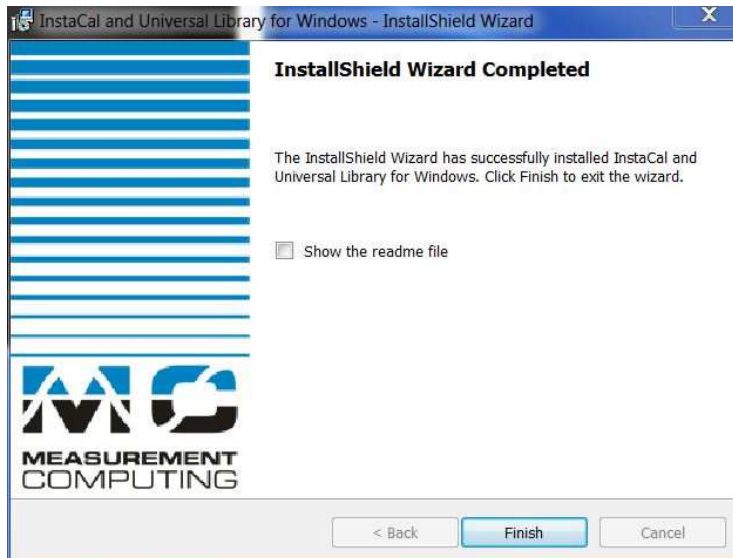 InstaCal and Universal Library for Windows - InstallShield Wizard
X
InstallShield Wizard Completed
The InstallShield Wizard has successfully installed InstaCal and
Universal Library for Windows. Click Finish to exit the wizard.
Show the readme file
MC
MEASUREMENT
COMPUTING
< Back
Finish
Cancel